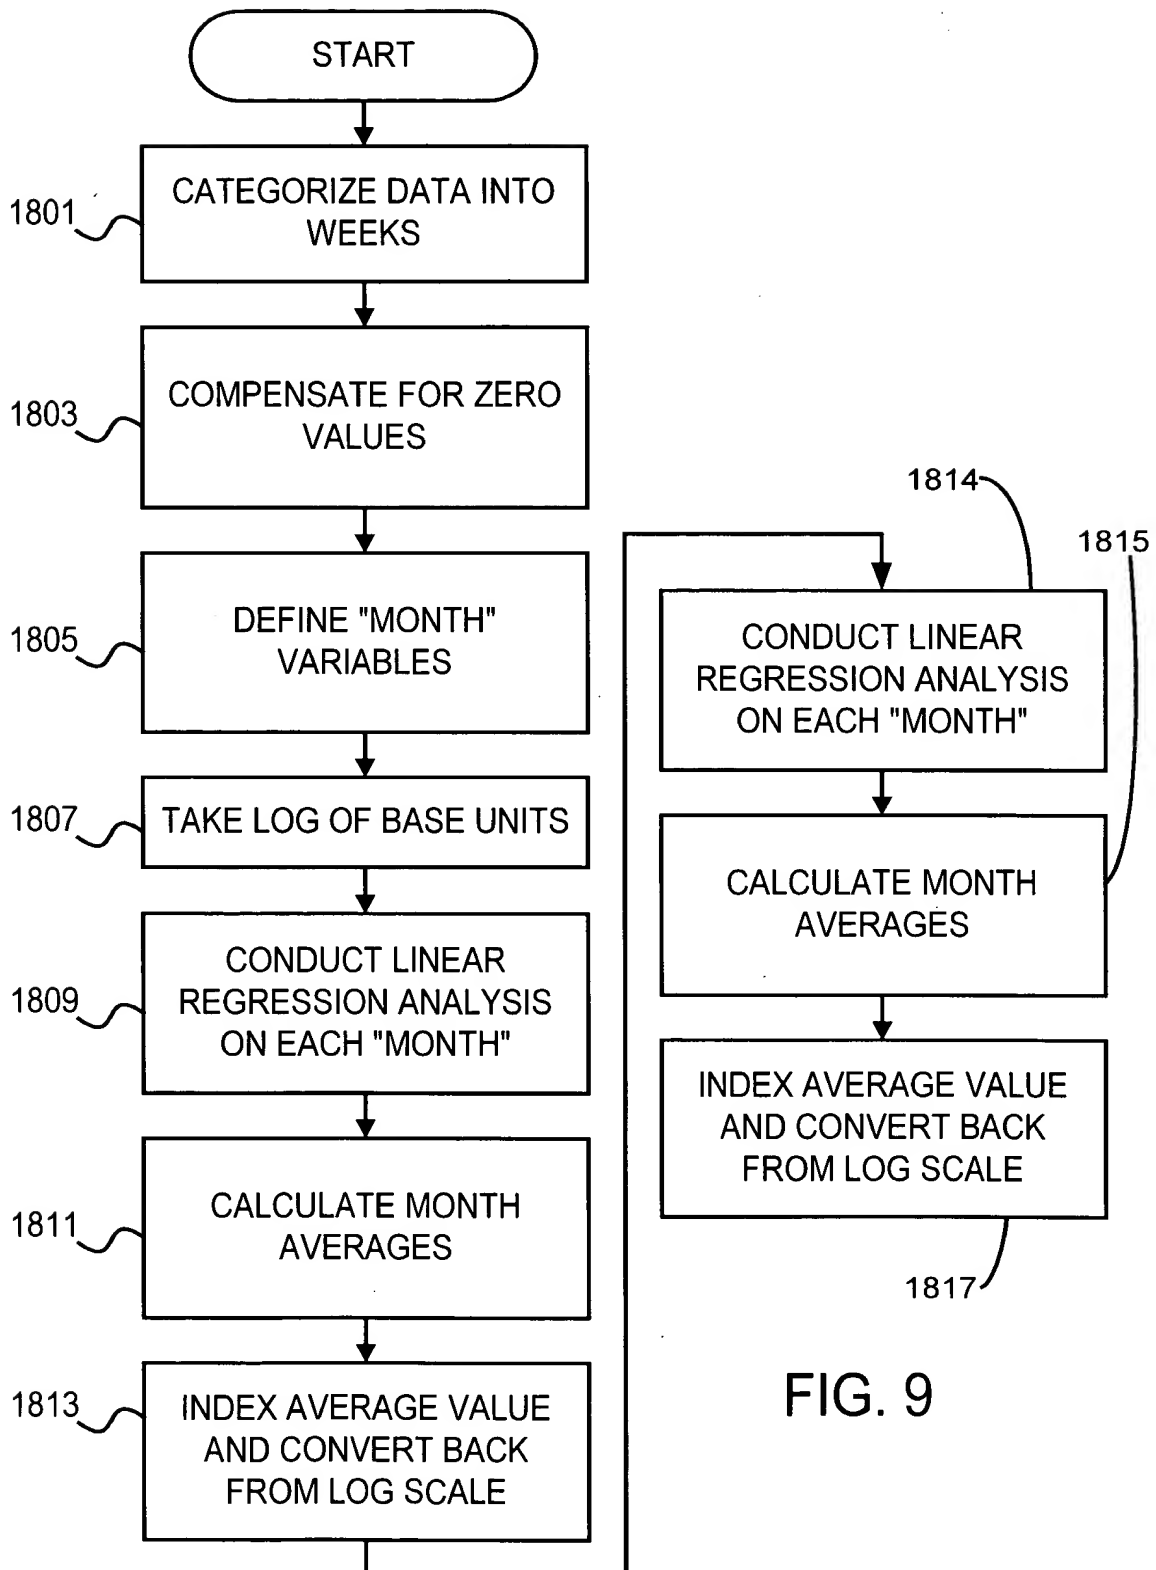 START
1801
CATEGORIZE DATA INTO
WEEKS
1803
COMPENSATE FOR ZERO
VALUES
1805
DEFINE "MONTH"
VARIABLES
1807
TAKE LOG OF BASE UNITS
1809
CONDUCT LINEAR
REGRESSION ANALYSIS
ON EACH "MONTH"
1811
CALCULATE MONTH
AVERAGES
1813
INDEX AVERAGE VALUE
AND CONVERT BACK
FROM LOG SCALE
1814
CONDUCT LINEAR
REGRESSION ANALYSIS
ON EACH "MONTH"
1815
CALCULATE MONTH
AVERAGES
INDEX AVERAGE VALUE
AND CONVERT BACK
FROM LOG SCALE
1817
FIG. 9